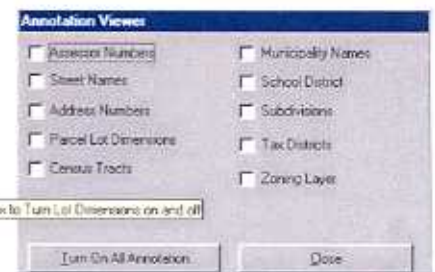 Annotation Viewer
Assessor Numbers
Street Names
Address Numbers
Parcel Lot Dimensions
Census Tracts
Municipality Names
School District
Subdivisions
Tax Districts
Zoning Layer
to Turn Lot Dimensions on and off
Turn On All Annotation
Close